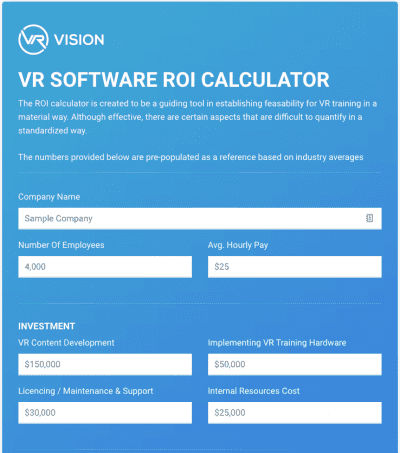 VR VISION
VR SOFTWARE ROI CALCULATOR
The ROI calculator is created to be a guiding tool in establishing feasability for VR training in a
material way. Although effective, there are certain aspects that are difficult to quantify in a
standardized way.
The numbers provided below are pre-populated as a reference based on industry averages
Company Name
Sample Company
Number Of Employees Avg. Hourly Pay
4,000 $25
INVESTMENT
VR Content Development Implementing VR Training Hardware
$150,000 $50,000
Licencing / Maintenance & Support Internal Resources Cost
$30,000 $25,000